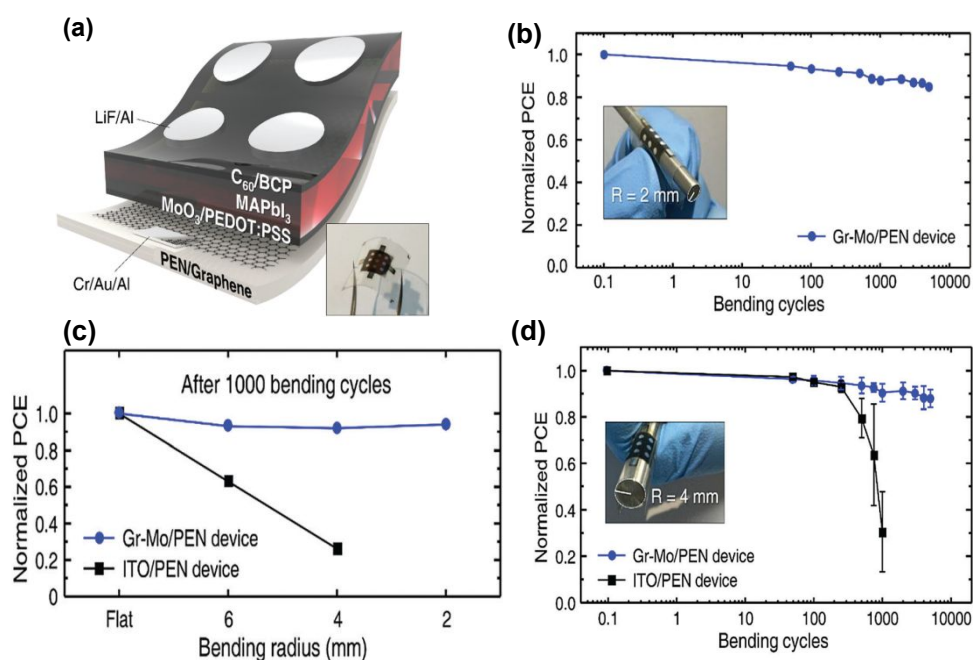 (a)
LiF/Al
C₆₀/BCP
MAPbI₃
MoO₃/PEDOT:PSS
PEN/Graphene
Cr/Au/Al
(b)
Normalized PCE
1.0
0.8
0.6
0.4
0.2
0.0
R = 2 mm
Gr-Mo/PEN device
0.1
1
10
100
1000
10000
Bending cycles
(c)
After 1000 bending cycles
Normalized PCE
1.0
0.8
0.6
0.4
0.2
0
Gr-Mo/PEN device
ITO/PEN device
Flat
6
4
2
Bending radius (mm)
(d)
Normalized PCE
1.0
0.8
0.6
0.4
0.2
0.0
R = 4 mm
Gr-Mo/PEN device
ITO/PEN device
0.1
1
10
100
1000
10000
Bending cycles